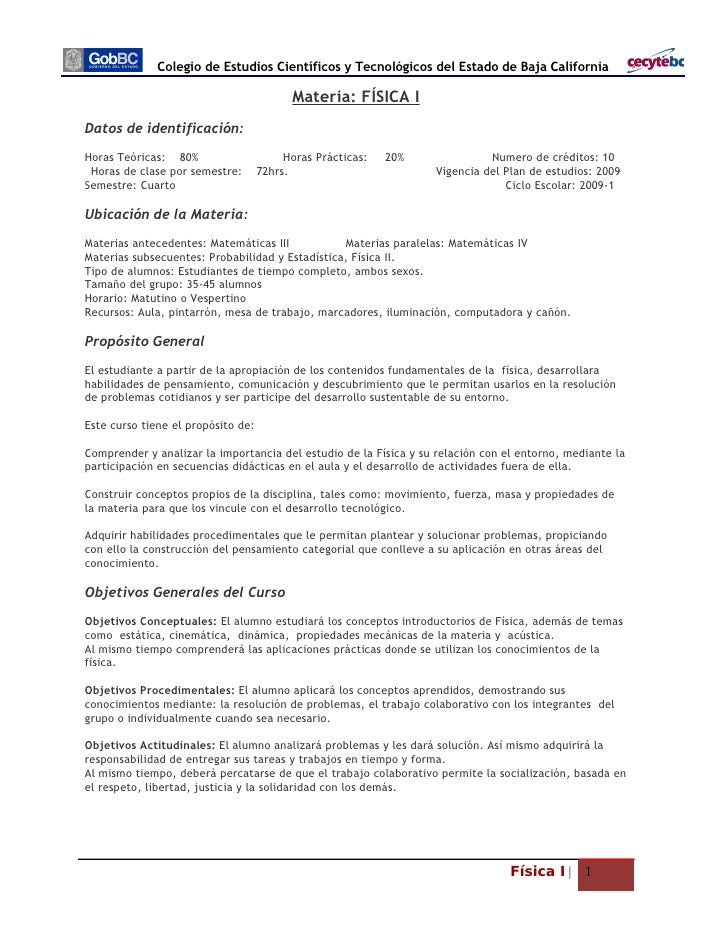 GobBC
GOBIERNO DEL ESTADO
Colegio de Estudios Científicos y Tecnológicos del Estado de Baja California
cecytebc
Materia: FÍSICA I
Datos de identificación:
Horas Teóricas: 80% Horas Prácticas: 20% Numero de créditos: 10
Horas de clase por semestre: 72hrs. Vigencia del Plan de estudios: 2009
Semestre: Cuarto Ciclo Escolar: 2009-1
Ubicación de la Materia:
Materias antecedentes: Matemáticas III Materias paralelas: Matemáticas IV
Materias subsecuentes: Probabilidad y Estadística, Física II.
Tipo de alumnos: Estudiantes de tiempo completo, ambos sexos.
Tamaño del grupo: 35-45 alumnos
Horario: Matutino o Vespertino
Recursos: Aula, pintarrón, mesa de trabajo, marcadores, iluminación, computadora y cañón.
Propósito General
El estudiante a partir de la apropiación de los contenidos fundamentales de la física, desarrollara
habilidades de pensamiento, comunicación y descubrimiento que le permitan usarlos en la resolución
de problemas cotidianos y ser partícipe del desarrollo sustentable de su entorno.
Este curso tiene el propósito de:
Comprender y analizar la importancia del estudio de la Física y su relación con el entorno, mediante la
participación en secuencias didácticas en el aula y el desarrollo de actividades fuera de ella.
Construir conceptos propios de la disciplina, tales como: movimiento, fuerza, masa y propiedades de
la materia para que los vincule con el desarrollo tecnológico.
Adquirir habilidades procedimentales que le permitan plantear y solucionar problemas, propiciando
con ello la construcción del pensamiento categorial que conlleve a su aplicación en otras áreas del
conocimiento.
Objetivos Generales del Curso
Objetivos Conceptuales: El alumno estudiará los conceptos introductorios de Física, además de temas
como estática, cinemática, dinámica, propiedades mecánicas de la materia y acústica.
Al mismo tiempo comprenderá las aplicaciones prácticas donde se utilizan los conocimientos de la
física.
Objetivos Procedimentales: El alumno aplicará los conceptos aprendidos, demostrando sus
conocimientos mediante: la resolución de problemas, el trabajo colaborativo con los integrantes del
grupo o individualmente cuando sea necesario.
Objetivos Actitudinales: El alumno analizará problemas y les dará solución. Así mismo adquirirá la
responsabilidad de entregar sus tareas y trabajos en tiempo y forma.
Al mismo tiempo, deberá percatarse de que el trabajo colaborativo permite la socialización, basada en
el respeto, libertad, justicia y la solidaridad con los demás.
Física I | 1